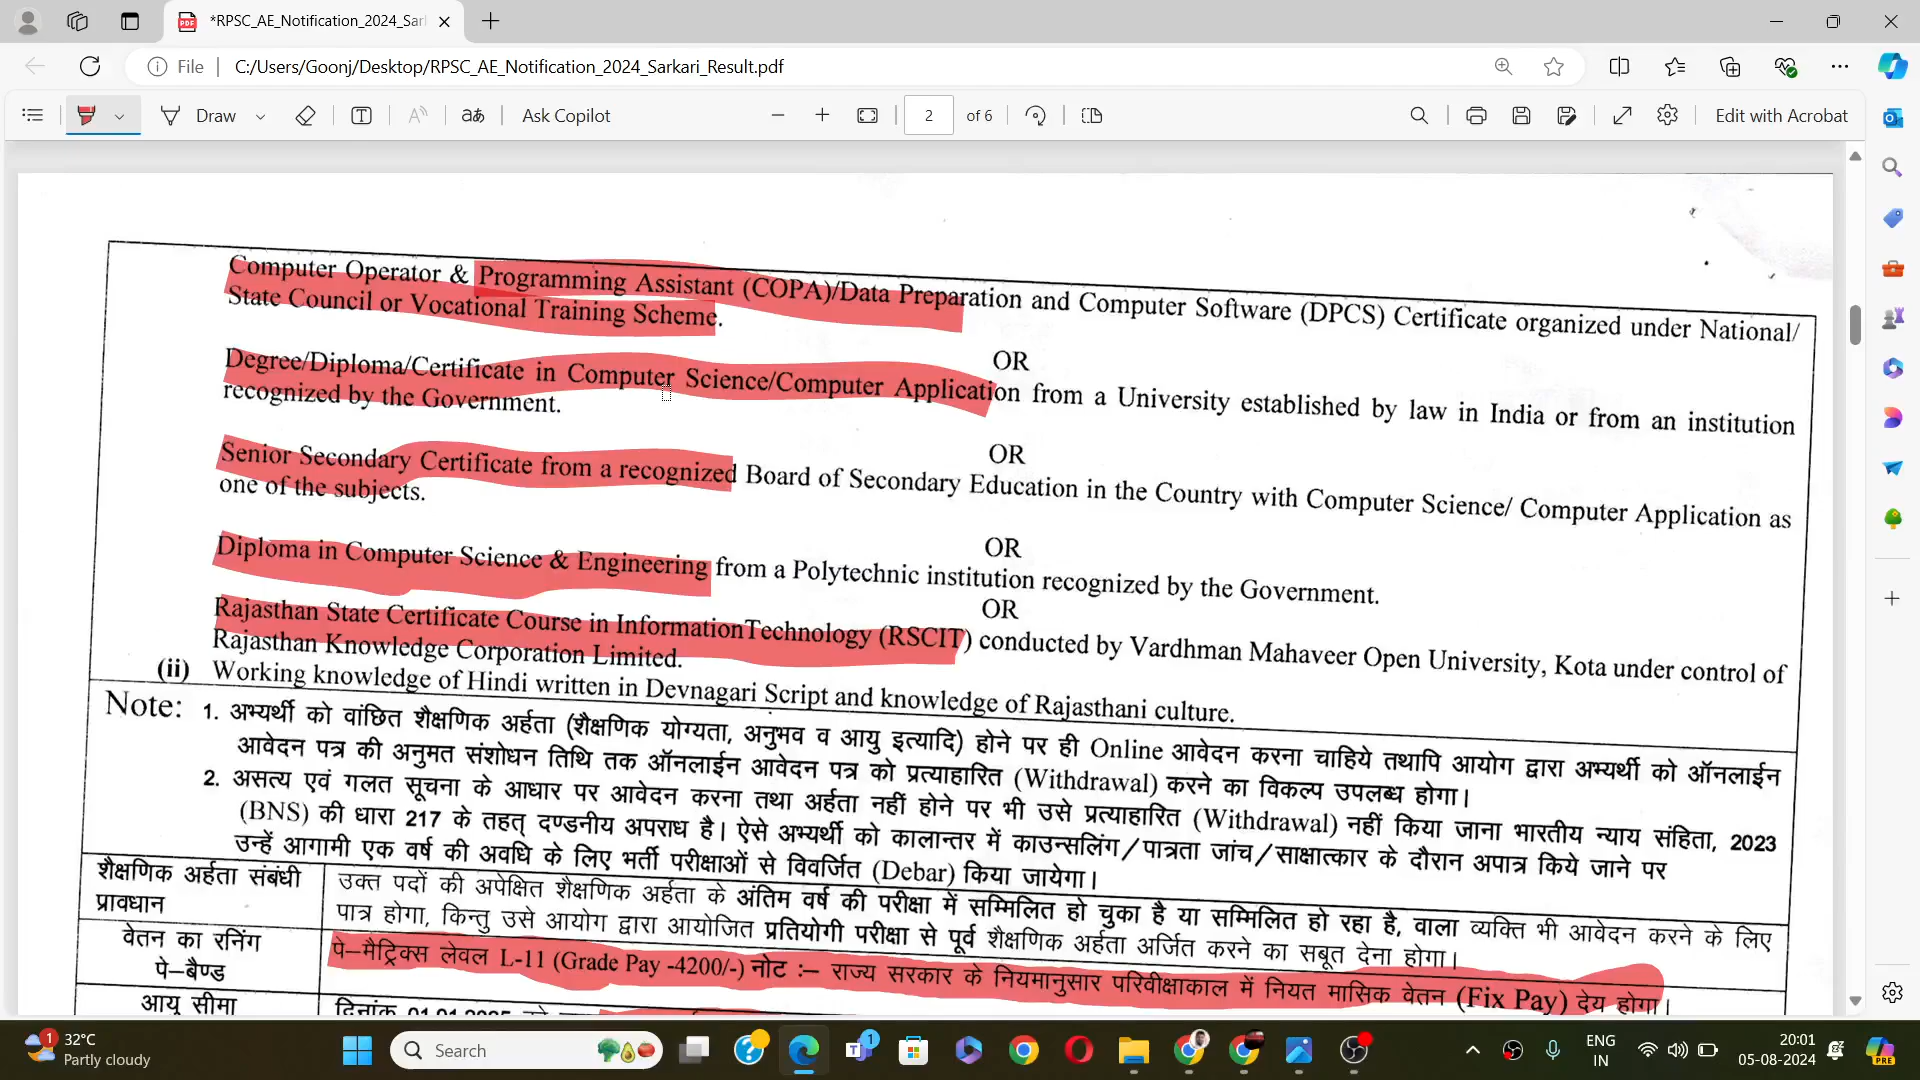 *RPSC_AE_Notification_2024_Sar
File
C:/Users/Goonj/Desktop/RPSC_AE_Notification_2024_Sarkari_Result.pdf
Draw
Ask Copilot
2
of 6
Edit with Acrobat
Computer Operator & Programming Assistant (COPA)/Data Preparation and Computer Software (DPCS) Certificate organized under National/
State Council or Vocational Training Scheme.
OR
Degree/Diploma/Certificate in Computer Science/Computer Application from a University established by law in India or from an institution
recognized by the Government.
OR
Senior Secondary Certificate from a recognized Board of Secondary Education in the Country with Computer Science/ Computer Application as
one of the subjects.
OR
Diploma in Computer Science & Engineering from a Polytechnic institution recognized by the Government.
OR
Rajasthan State Certificate Course in InformationTechnology (RSCIT) conducted by Vardhman Mahaveer Open University, Kota under control of
Rajasthan Knowledge Corporation Limited.
(ii) Working knowledge of Hindi written in Devnagari Script and knowledge of Rajasthani culture.
Note: 1. अभ्यर्थी को वांछित शैक्षणिक अर्हता (शैक्षणिक योग्यता, अनुभव व आयु इत्यादि) होने पर ही Online आवेदन करना चाहिये तथापि आयोग द्वारा अभ्यर्थी को ऑनलाईन
आवेदन पत्र की अनुमत संशोधन तिथि तक ऑनलाईन आवेदन पत्र को प्रत्याहारित (Withdrawal) करने का विकल्प उपलब्ध होगा।
2. असत्य एवं गलत सूचना के आधार पर आवेदन करना तथा अर्हता नहीं होने पर भी उसे प्रत्याहारित (Withdrawal) नहीं किया जाना भारतीय न्याय संहिता, 2023
(BNS) की धारा 217 के तहत् दण्डनीय अपराध है। ऐसे अभ्यर्थी को कालान्तर में काउन्सलिंग/पात्रता जांच/साक्षात्कार के दौरान अपात्र किये जाने पर
उन्हें आगामी एक वर्ष की अवधि के लिए भर्ती परीक्षाओं से विवर्जित (Debar) किया जायेगा।
शैक्षणिक अर्हता संबंधी
प्रावधान
उक्त पदों की अपेक्षित शैक्षणिक अर्हता के अंतिम वर्ष की परीक्षा में सम्मिलित हो चुका है या सम्मिलित हो रहा है, वाला व्यक्ति भी आवेदन करने के लिए
पात्र होगा, किन्तु उसे आयोग द्वारा आयोजित प्रतियोगी परीक्षा से पूर्व शैक्षणिक अर्हता अर्जित करने का सबूत देना होगा।
वेतन का रनिंग
पे–बैण्ड
पे–मैट्रिक्स लेवल L-11 (Grade Pay -4200/-) नोट :– राज्य सरकार के नियमानुसार परिवीक्षाकाल में नियत मासिक वेतन (Fix Pay) देय होगा।
आयु सीमा
दिनांक 01.01.2025 को
1
32°C
Partly cloudy
Search
1
ENG
IN
20:01
05-08-2024
PRE